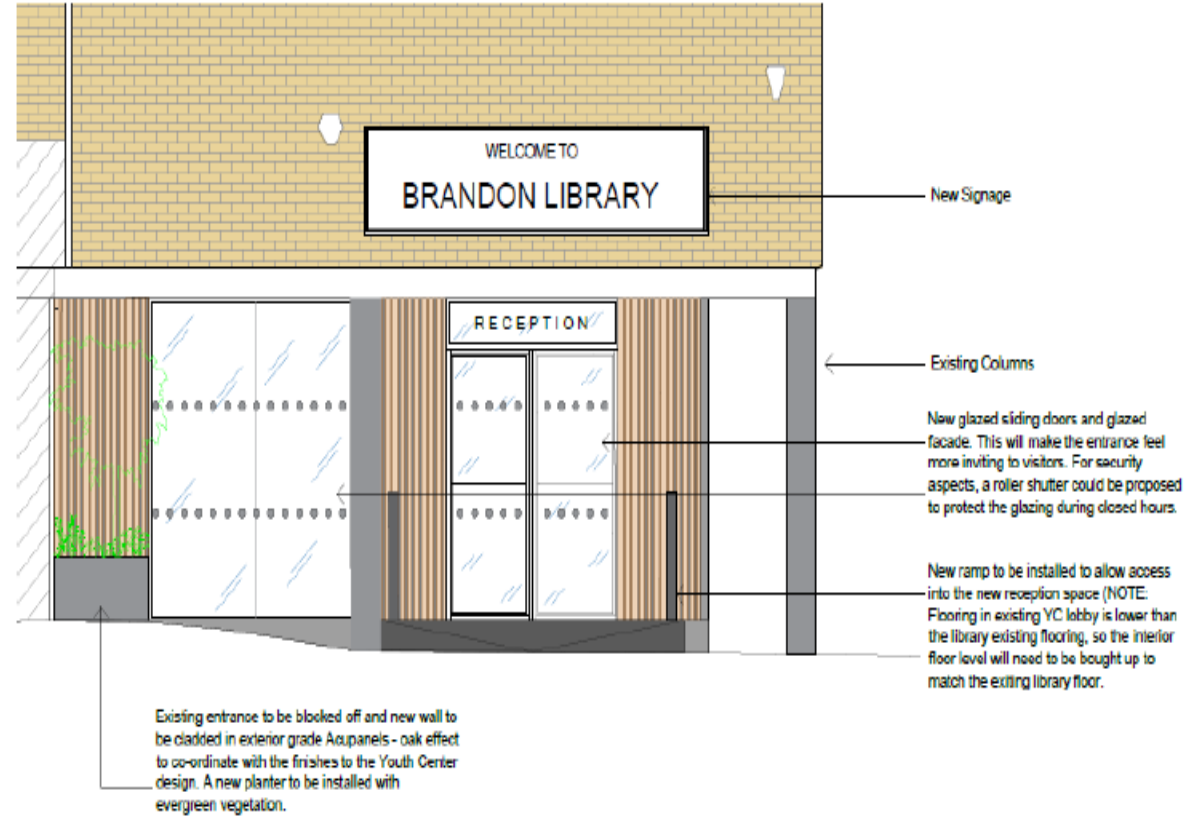 WELCOME TO
BRANDON LIBRARY
New Signage
RECEPTION
Existing Columns
New glazed sliding doors and glazed
facade. This will make the entrance feel
more inviting to visitors. For security
aspects, a roller shutter could be proposed
to protect the glazing during closed hours.
New ramp to be installed to allow access
into the new reception space (NOTE:
Flooring in existing YC lobby is lower than
the library existing flooring, so the interior
floor level will need to be bought up to
match the exiting library floor.
Existing entrance to be blocked off and new wall to
be cladded in exterior grade Acupanels - oak effect
to co-ordinate with the finishes to the Youth Center
design. A new planter to be installed with
evergreen vegetation.